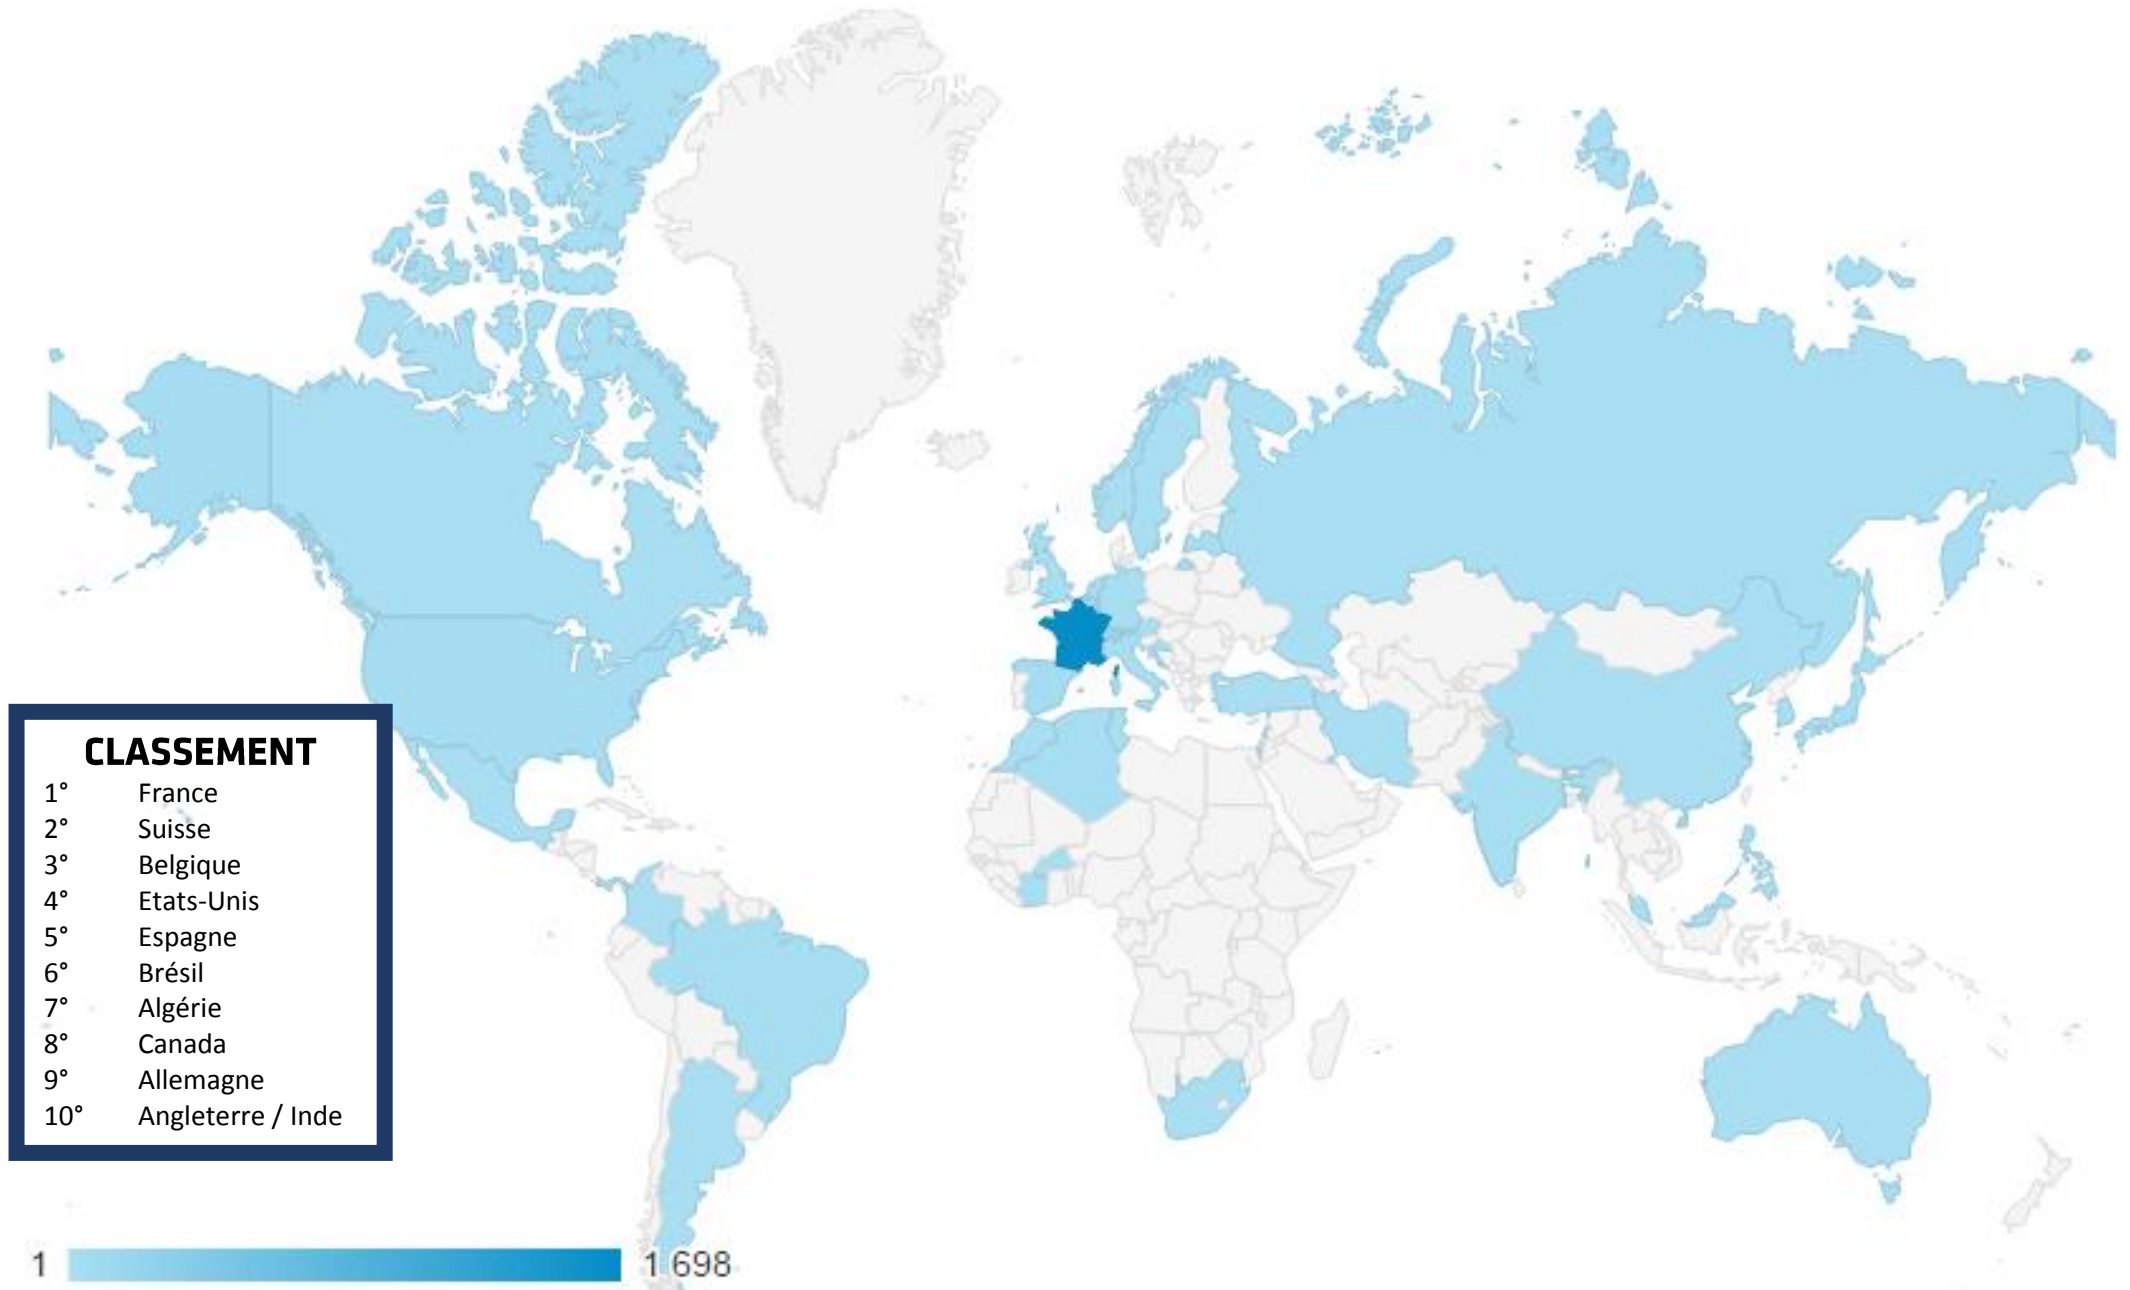 CLASSEMENT
1° France
2° Suisse
3° Belgique
4° Etats-Unis
5° Espagne
6° Brésil
7° Algérie
8° Canada
9° Allemagne
10° Angleterre / Inde
1 1 698